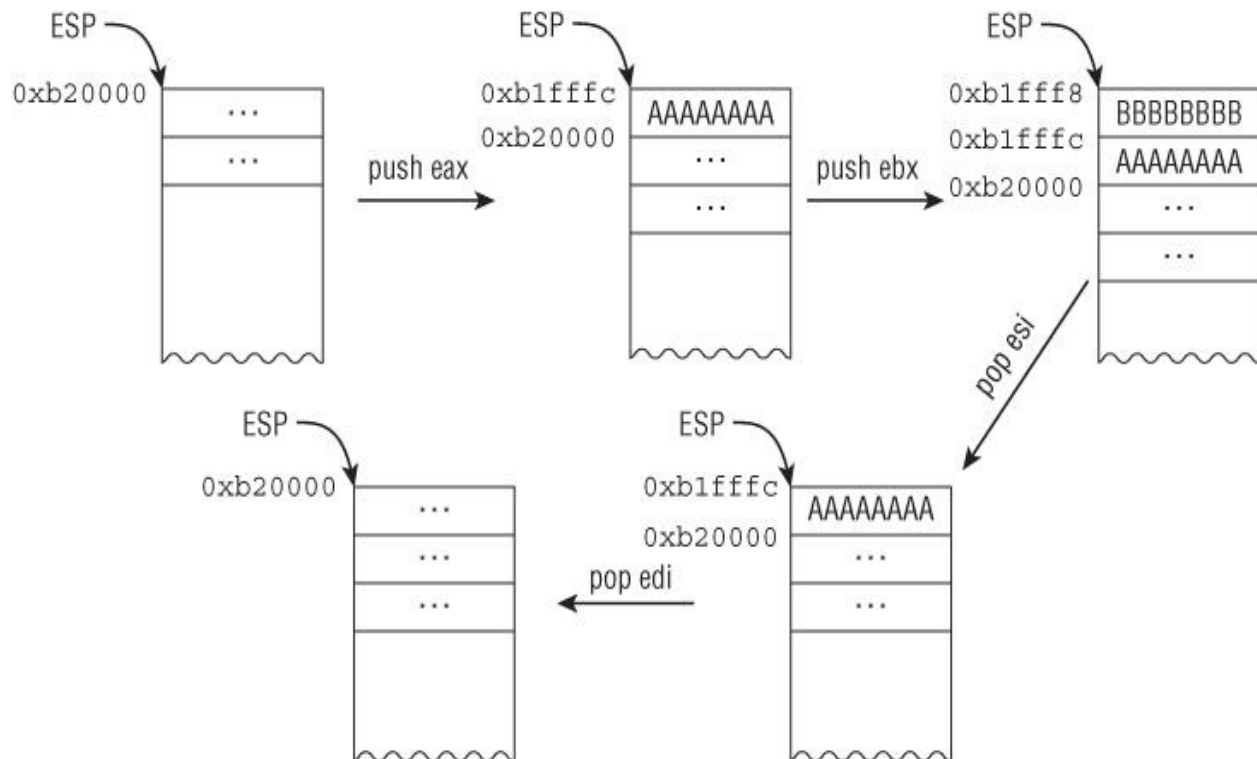 ESP
0xb20000
...
...
push eax
ESP
0xb1fffc
AAAAAAAA
0xb20000
...
...
push ebx
ESP
0xb1fff8
BBBBBBBB
0xb1fffc
AAAAAAAA
0xb20000
...
...
pop esi
ESP
0xb1fffc
AAAAAAAA
0xb20000
...
...
pop edi
ESP
0xb20000
...
...
...